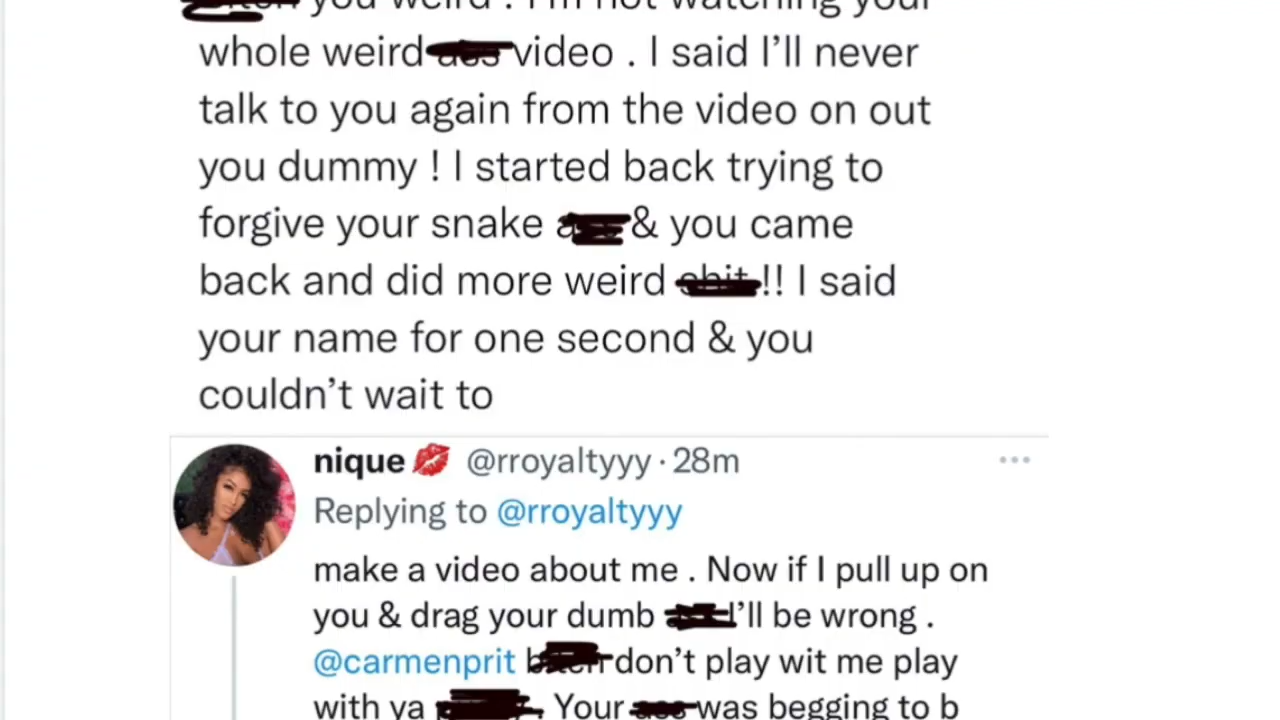 you weird . I'm not watching your
whole weird video . I said I'll never
talk to you again from the video on out
you dummy ! I started back trying to
forgive your snake & you came
back and did more weird shit !! I said
your name for one second & you
couldn't wait to
nique 💋 @rroyaltyyy · 28m
Replying to @rroyaltyyy
make a video about me . Now if I pull up on
you & drag your dumb I'll be wrong .
@carmenprit don't play wit me play
with ya . Your was begging to b